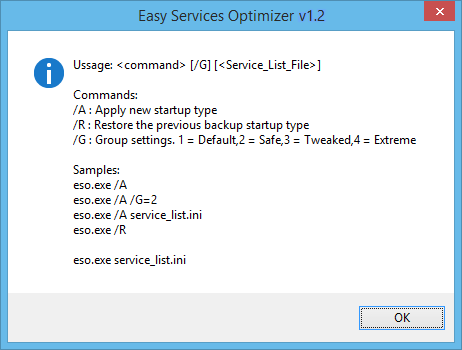 Easy Services Optimizer v1.2
Ussage: <command> [/G] [<Service_List_File>]
Commands:
/A : Apply new startup type
/R : Restore the previous backup startup type
/G : Group settings. 1 = Default,2 = Safe,3 = Tweaked,4 = Extreme
Samples:
eso.exe /A
eso.exe /A /G=2
eso.exe /A service_list.ini
eso.exe /R
eso.exe service_list.ini
OK